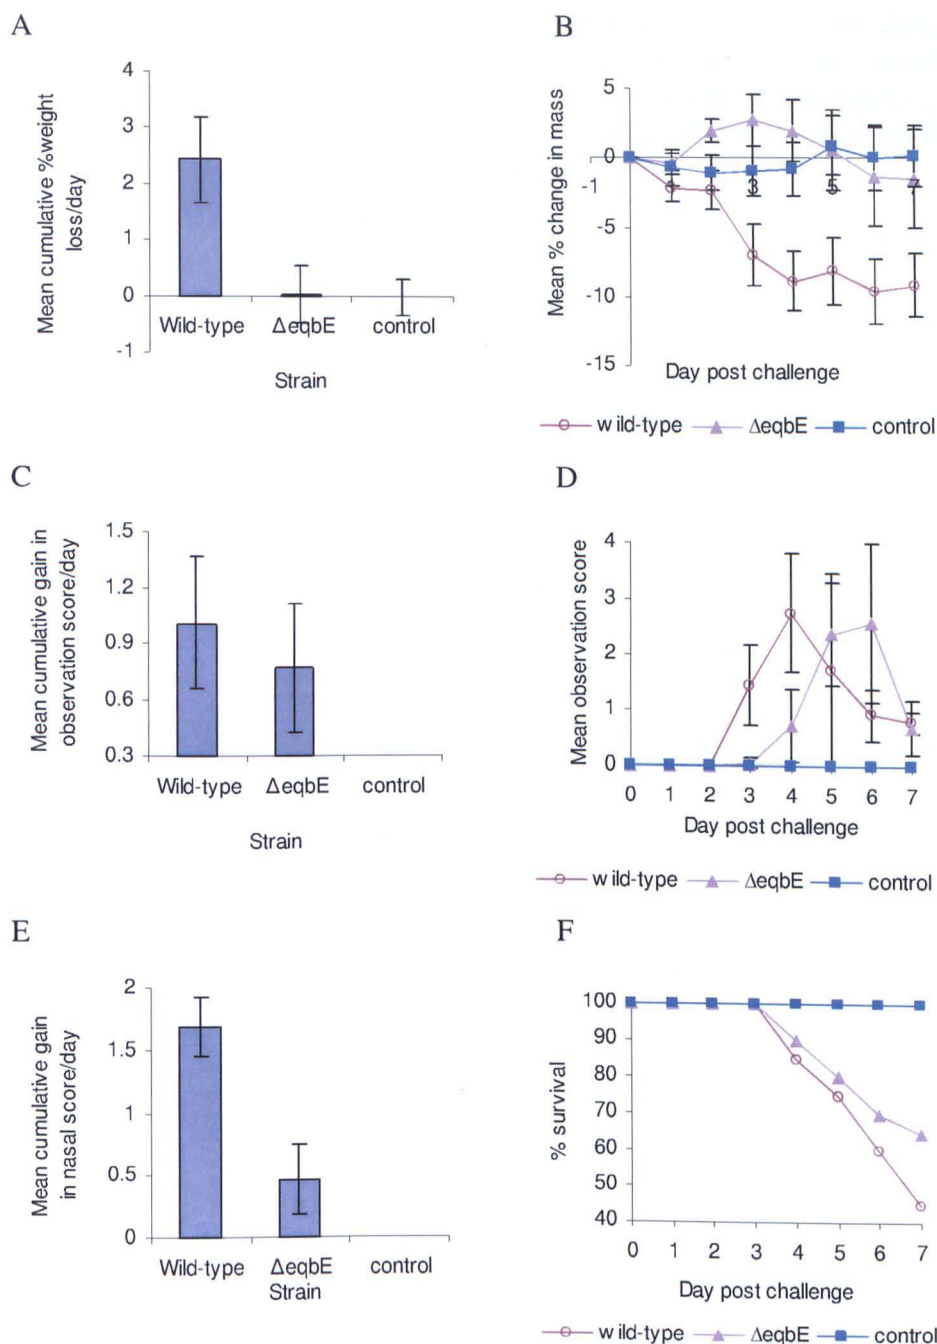 A
Mean cumulative %weight
loss/day
4
3
2
1
0
-1
Wild-type ΔeqbE control
Strain
B
Mean % change in mass
5
0
-1
-5
-10
-15
3 5 7
Day post challenge
wild-type ΔeqbE control
C
Mean cumulative gain in
observation score/day
1.5
1.2
0.9
0.6
0.3
Wild-type ΔeqbE control
Strain
D
Mean observation score
4
3
2
1
0
0 1 2 3 4 5 6 7
Day post challenge
wild-type ΔeqbE control
E
Mean cumulative gain
in nasal score/day
2
1.5
1
0.5
0
Wild-type ΔeqbE control
Strain
F
% survival
100
90
80
70
60
50
40
0 1 2 3 4 5 6 7
Day post challenge
wild-type ΔeqbE control